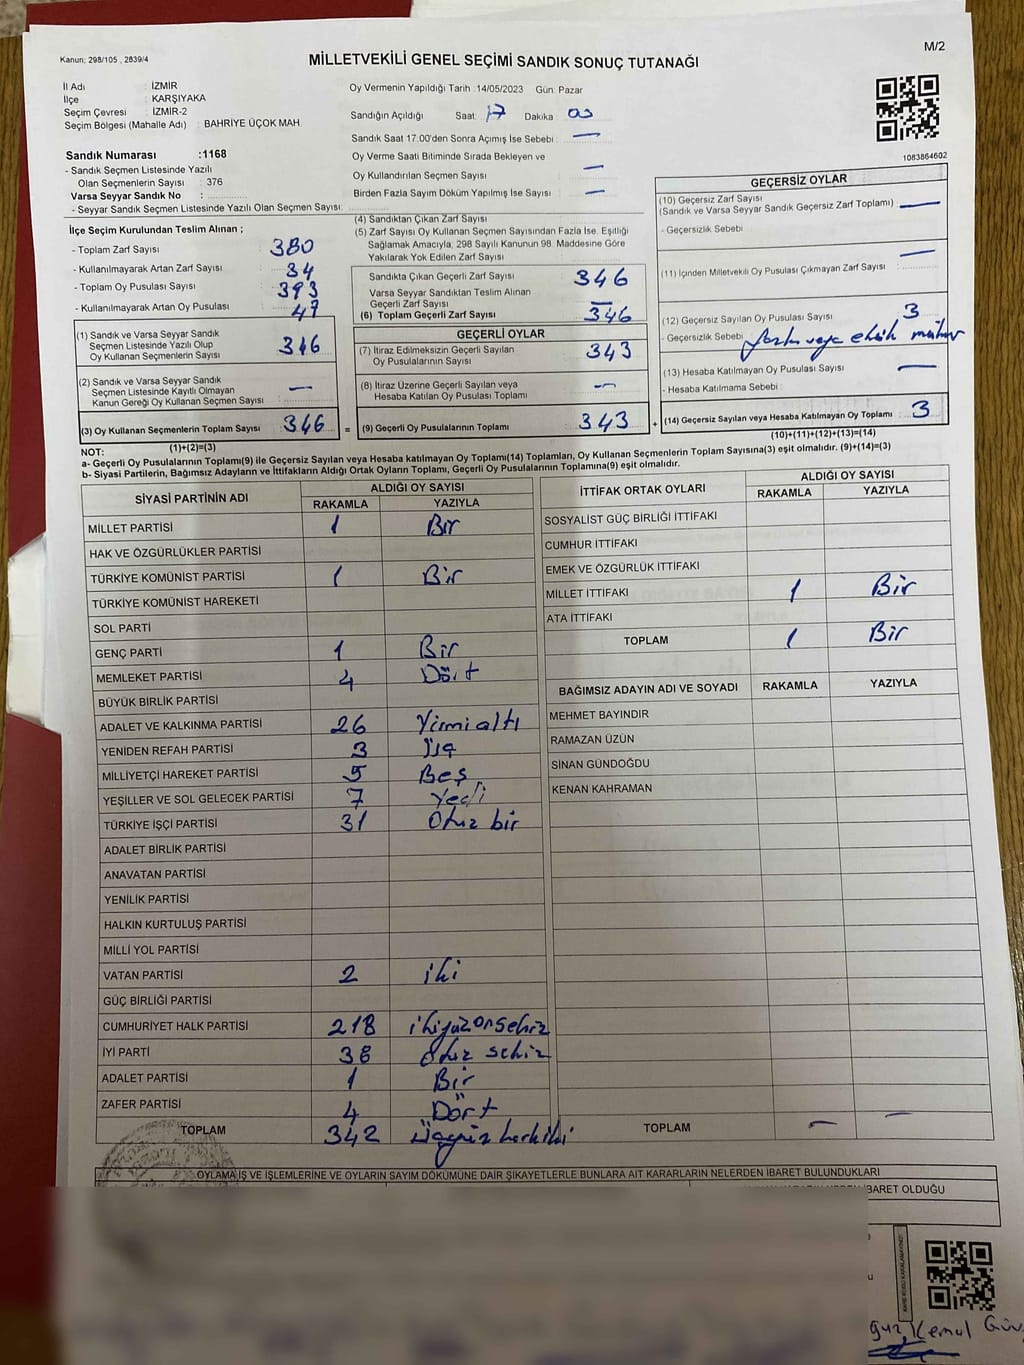 M/2
Kanun; 298/105 , 2839/4
MİLLETVEKİLİ GENEL SEÇİMİ SANDIK SONUÇ TUTANAĞI
İl Adı : İZMİR
İlçe : KARŞIYAKA
Seçim Çevresi : İZMİR-2
Seçim Bölgesi (Mahalle Adı) : BAHRİYE ÜÇOK MAH.
Sandık Numarası :1168
- Sandık Seçmen Listesinde Yazılı
Olan Seçmenlerin Sayısı : 376
Varsa Seyyar Sandık No :
- Seyyar Sandık Seçmen Listesinde Yazılı Olan Seçmen Sayısı:
Oy Vermenin Yapıldığı Tarih :14/05/2023 Gün: Pazar
Sandığın Açıldığı Saat: 17 Dakika 00
Sandık Saat 17:00'den Sonra Açımış İse Sebebi : —
Oy Verme Saati Bitiminde Sırada Bekleyen ve
Oy Kullandırılan Seçmen Sayısı : —
Birden Fazla Sayım Döküm Yapılmış İse Sayısı : —
1083864602
İlçe Seçim Kurulundan Teslim Alınan ;
- Toplam Zarf Sayısı : 380
- Kullanılmayarak Artan Zarf Sayısı : 34
- Toplam Oy Pusulası Sayısı : 393
- Kullanılmayarak Artan Oy Pusulası : 47
(1) Sandık ve Varsa Seyyar Sandık
Seçmen Listesinde Yazılı Olup
Oy Kullanan Seçmenlerin Sayısı : 346
(2) Sandık ve Varsa Seyyar Sandık
Seçmen Listesinde Kayıtlı Olmayan
Kanun Gereği Oy Kullanan Seçmen Sayısı : —
(3) Oy Kullanan Seçmenlerin Toplam Sayısı : 346 =
(1)+(2)=(3)
(4) Sandıktan Çıkan Zarf Sayısı :
(5) Zarf Sayısı Oy Kullanan Seçmen Sayısından Fazla İse, Eşitliği
Sağlamak Amacıyla, 298 Sayılı Kanunun 98. Maddesine Göre
Yakılarak Yok Edilen Zarf Sayısı :
Sandıkta Çıkan Geçerli Zarf Sayısı : 346
Varsa Seyyar Sandıktan Teslim Alınan
Geçerli Zarf Sayısı : —
(6) Toplam Geçerli Zarf Sayısı : 346
GEÇERLİ OYLAR
(7) İtiraz Edilmeksizin Geçerli Sayılan
Oy Pusulalarının Sayısı : 343
(8) İtiraz Üzerine Geçerli Sayılan veya
Hesaba Katılan Oy Pusulası Toplamı : —
(9) Geçerli Oy Pusulalarının Toplamı : 343 +
GEÇERSİZ OYLAR
(10) Geçersiz Zarf Sayısı
(Sandık ve Varsa Seyyar Sandık Geçersiz Zarf Toplamı) : —
- Geçersizlik Sebebi :
(11) İçinden Milletvekili Oy Pusulası Çıkmayan Zarf Sayısı : —
(12) Geçersiz Sayılan Oy Pusulası Sayısı : 3
- Geçersizlik Sebebi : fazla veya eksik mühür
(13) Hesaba Katılmayan Oy Pusulası Sayısı : —
- Hesaba Katılmama Sebebi :
(14) Geçersiz Sayılan veya Hesaba Katılmayan Oy Toplamı : 3
(10)+(11)+(12)+(13)=(14)
NOT:
a- Geçerli Oy Pusulalarının Toplamı(9) ile Geçersiz Sayılan veya Hesaba katılmayan Oy Toplamı(14) Toplamları, Oy Kullanan Seçmenlerin Toplam Sayısına(3) eşit olmalıdır. (9)+(14)=(3)
b- Siyasi Partilerin, Bağımsız Adayların ve İttifakların Aldığı Ortak Oyların Toplamı, Geçerli Oy Pusulalarının Toplamına(9) eşit olmalıdır.
SİYASİ PARTİNİN ADI ALDIĞI OY SAYISI
RAKAMLA YAZIYLA
MİLLET PARTİSİ 1 Bir
HAK VE ÖZGÜRLÜKLER PARTİSİ
TÜRKİYE KOMÜNİST PARTİSİ 1 Bir
TÜRKİYE KOMÜNİST HAREKETİ
SOL PARTİ
GENÇ PARTİ 1 Bir
MEMLEKET PARTİSİ 4 Dört
BÜYÜK BİRLİK PARTİSİ
ADALET VE KALKINMA PARTİSİ 26 Yirmi altı
YENİDEN REFAH PARTİSİ 3 Üç
MİLLİYETÇİ HAREKET PARTİSİ 5 Beş
YEŞİLLER VE SOL GELECEK PARTİSİ 7 Yedi
TÜRKİYE İŞÇİ PARTİSİ 31 Otuz bir
ADALET BİRLİK PARTİSİ
ANAVATAN PARTİSİ
YENİLİK PARTİSİ
HALKIN KURTULUŞ PARTİSİ
MİLLİ YOL PARTİSİ
VATAN PARTİSİ 2 iki
GÜÇ BİRLİĞİ PARTİSİ
CUMHURİYET HALK PARTİSİ 218 ikiyüzonsekiz
İYİ PARTİ 38 otuz sekiz
ADALET PARTİSİ 1 Bir
ZAFER PARTİSİ 4 Dört
TOPLAM 342 Üçyüz kırkiki
İTTİFAK ORTAK OYLARI ALDIĞI OY SAYISI
RAKAMLA YAZIYLA
SOSYALİST GÜÇ BİRLİĞİ İTTİFAKI
CUMHUR İTTİFAKI
EMEK VE ÖZGÜRLÜK İTTİFAKI
MİLLET İTTİFAKI 1 Bir
ATA İTTİFAKI
TOPLAM 1 Bir
BAĞIMSIZ ADAYIN ADI VE SOYADI RAKAMLA YAZIYLA
MEHMET BAYINDIR
RAMAZAN ÜZÜN
SİNAN GÜNDOĞDU
KENAN KAHRAMAN
TOPLAM — —
OYLAMA İŞ VE İŞLEMLERİNE VE OYLARIN SAYIM DÖKÜMÜNE DAİR ŞİKAYETLERLE BUNLARA AİT KARARLARIN NELERDEN İBARET BULUNDUKLARI
İBARET OLDUĞU
Kemal